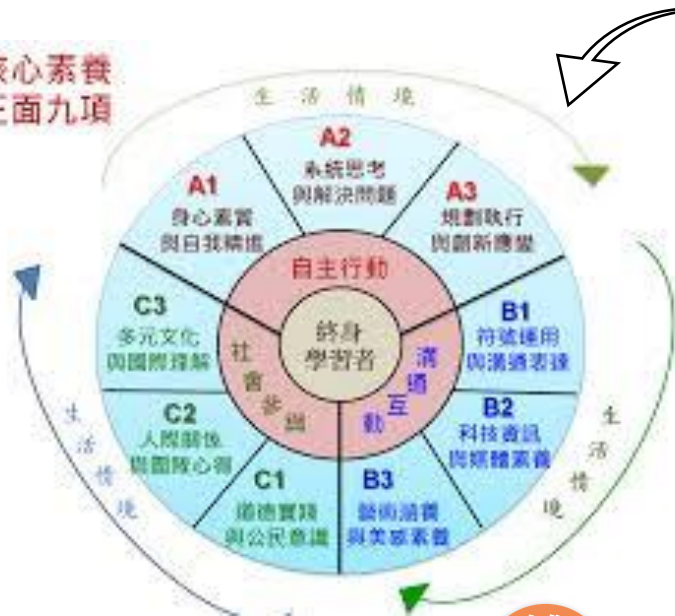 心素養
面九項
生活情境
A1
身心素質
與自我精進
A2
系統思考
與解決問題
A3
規劃執行
與創新應變
自主行動
終身
學習者
社會參與
溝通互動
C3
多元文化
與國際理解
B1
符號運用
與溝通表達
C2
人際關係
與團隊心得
B2
科技資訊
與媒體素養
C1
道德實踐
與公民意識
B3
藝術涵養
與美感素養
生活情境
生活情境